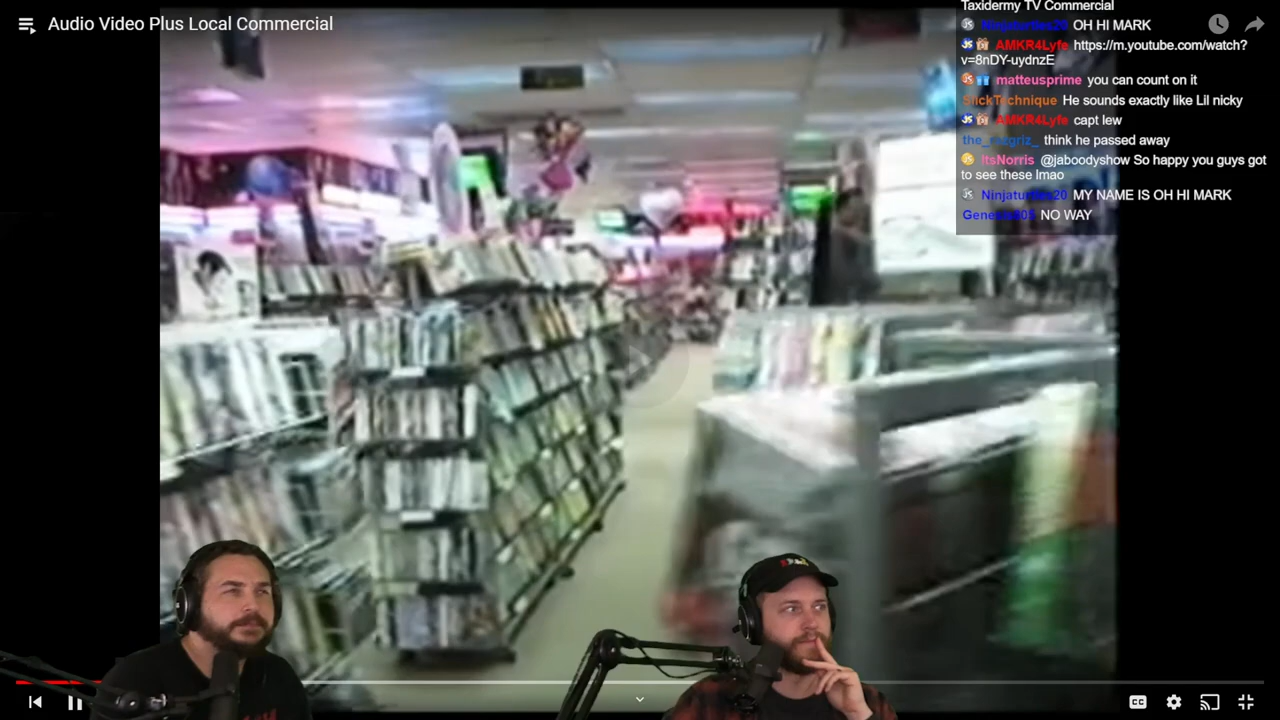 Audio Video Plus Local Commercial
Taxidermy TV Commercial
Ninjaturtles20 OH HI MARK
AMKR4Lyfe https://m.youtube.com/watch?
v=8nDY-uydnzE
matteusprime you can count on it
SlickTechnique He sounds exactly like Lil nicky
AMKR4Lyfe capt lew
think he passed away
ItsNorris @jaboodyshow So happy you guys got
to see these lmao
Ninjaturtles20 MY NAME IS OH HI MARK
NO WAY
CC